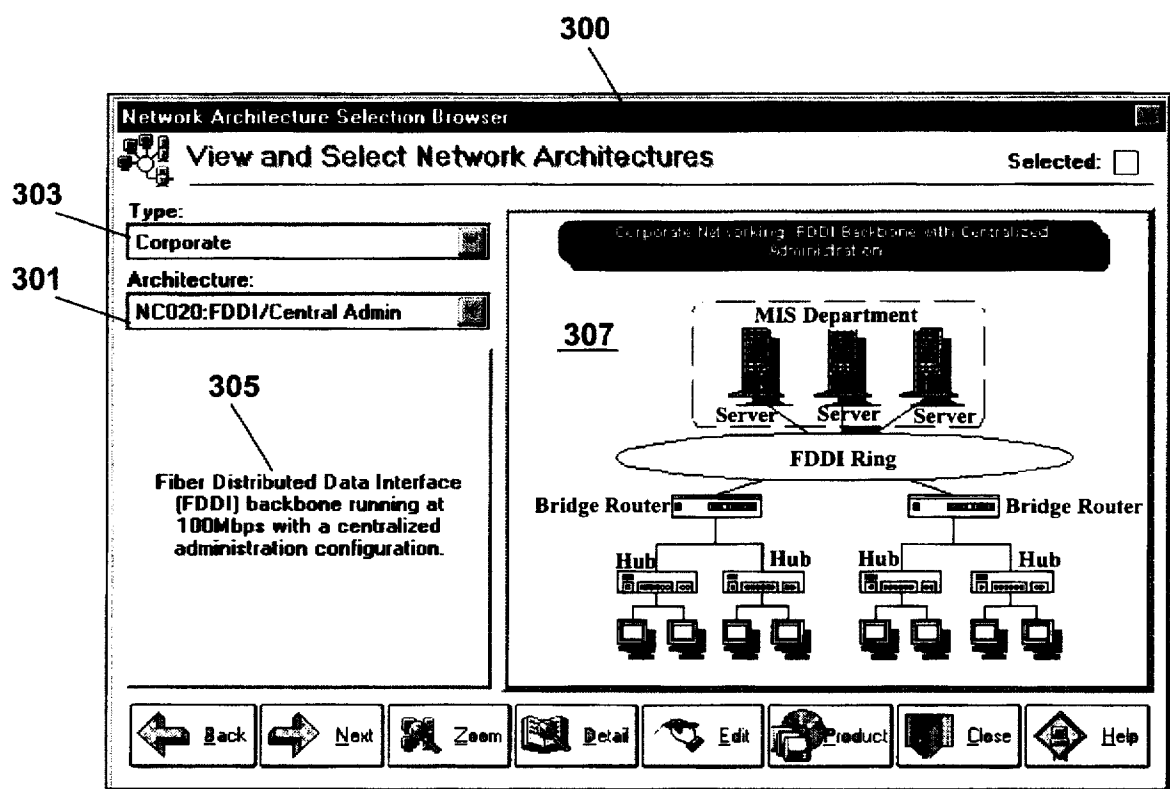 300
Network Architecture Selection Browser
View and Select Network Architectures
Selected:
303
Type:
Corporate
301
Architecture:
NC020:FDDI/Central Admin
305
Fiber Distributed Data Interface
(FDDI) backbone running at
100Mbps with a centralized
administration configuration.
Corporate Networking: FDDI Backbone with Centralized
Administration
307
MIS Department
Server Server Server
FDDI Ring
Bridge Router Bridge Router
Hub Hub Hub Hub
Back Next Zoom Detail Edit Product Close Help